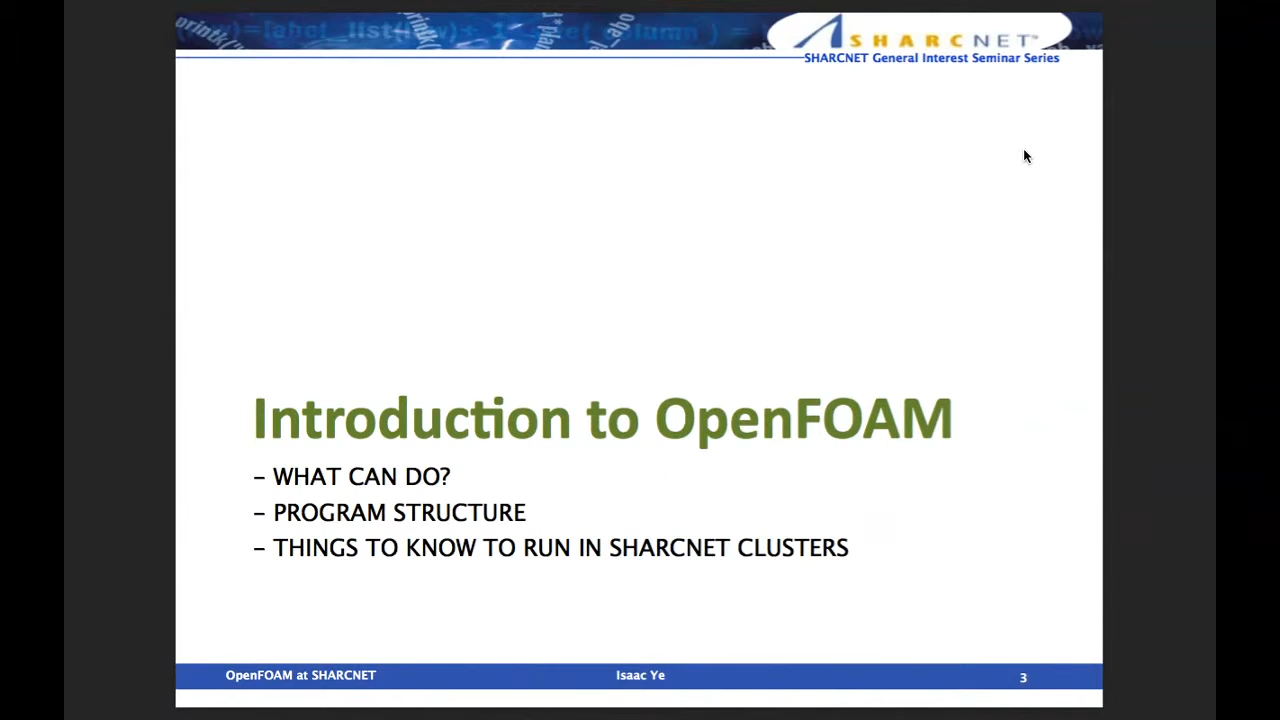 SHARCNET™
SHARCNET General Interest Seminar Series
Introduction to OpenFOAM
– WHAT CAN DO?
– PROGRAM STRUCTURE
– THINGS TO KNOW TO RUN IN SHARCNET CLUSTERS
OpenFOAM at SHARCNET
Isaac Ye
3